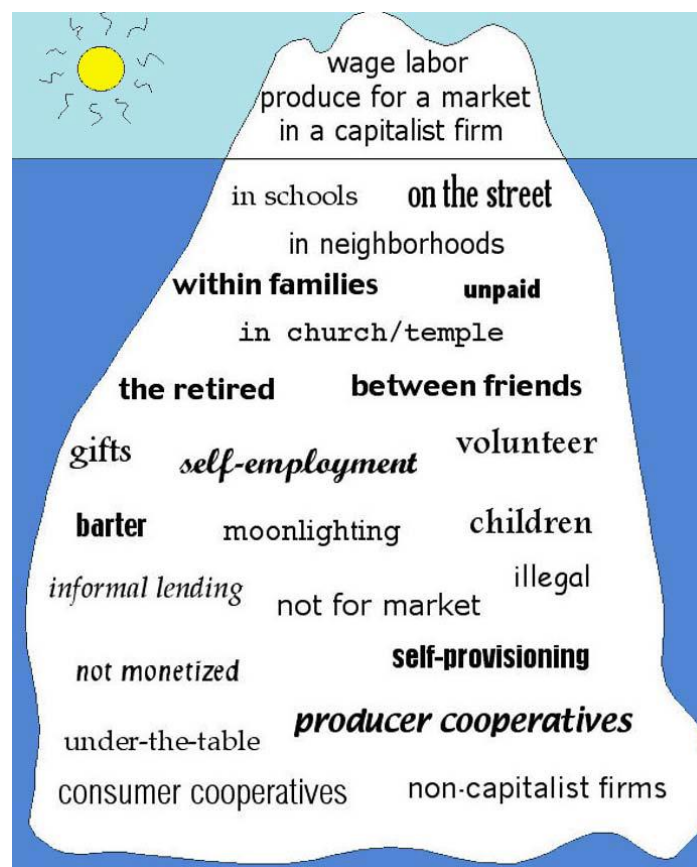 wage labor
produce for a market
in a capitalist firm
in schools on the street
in neighborhoods
within families unpaid
in church/temple
the retired between friends
gifts self-employment volunteer
barter moonlighting children
informal lending not for market illegal
not monetized self-provisioning
under-the-table producer cooperatives
consumer cooperatives non-capitalist firms